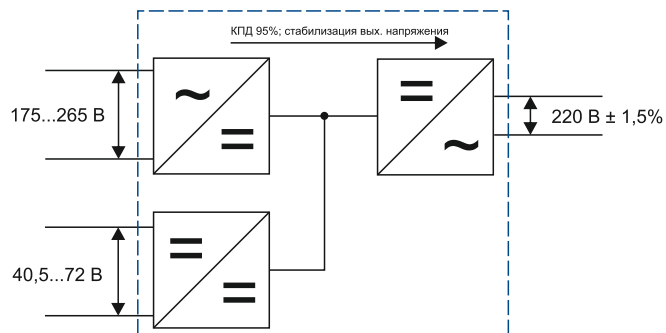 КПД 95%; стабилизация вых. напряжения
175...265 В
220 В ± 1,5%
40,5...72 В